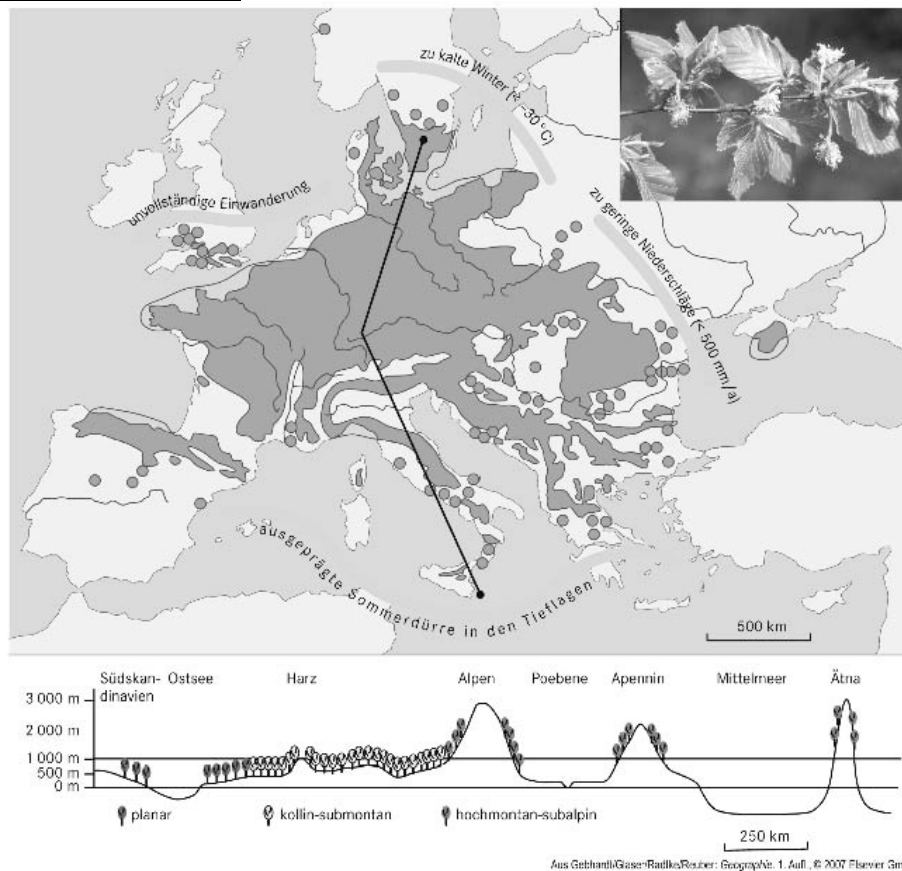 zu kalte Winter (< -30°C)
unvollständige Einwanderung
zu geringe Niederschläge (< 500 mm/a)
ausgeprägte Sommerdürre in den Tieflagen
500 km
Südskan-
dinavien Ostsee Harz Alpen Poebene Apennin Mittelmeer Ätna
3 000 m
2 000 m
1 000 m
500 m
0 m
planar kollin-submontan hochmontan-subalpin
250 km
Aus Gebhardt/Glaser/Radtke/Reuber: Geographie, 1. Aufl., © 2007 Elsevier Gm